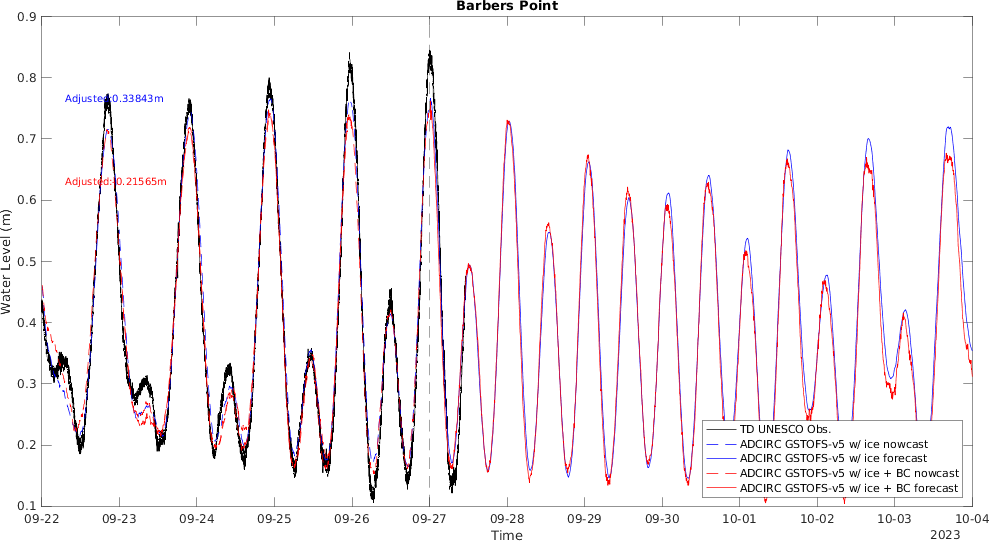 Barbers Point
0.9
0.8
0.7
0.6
0.5
0.4
0.3
0.2
0.1
Water Level (m)
Adjusted:0.33843m
Adjusted:-0.21565m
TD UNESCO Obs.
ADCIRC GSTOFS-v5 w/ ice nowcast
ADCIRC GSTOFS-v5 w/ ice forecast
ADCIRC GSTOFS-v5 w/ ice + BC nowcast
ADCIRC GSTOFS-v5 w/ ice + BC forecast
09-22 09-23 09-24 09-25 09-26 09-27 09-28 09-29 09-30 10-01 10-02 10-03 10-04
Time
2023